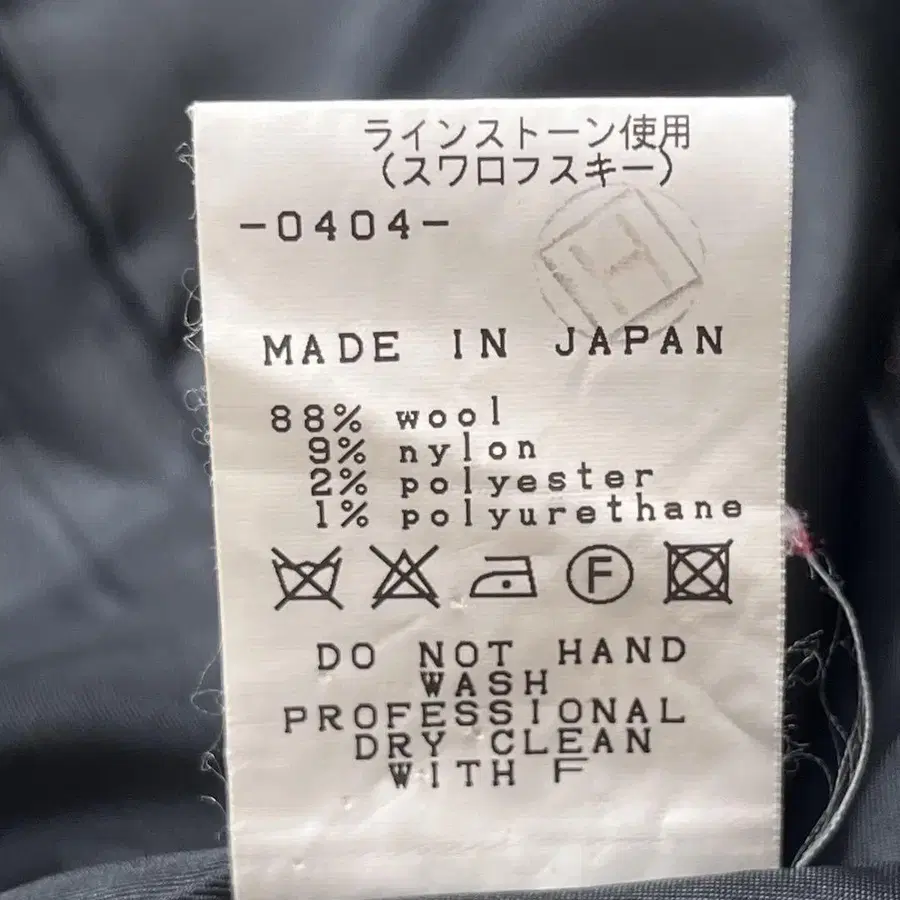 ラインストーン使用
(スワロフスキー)
-0404-
H
MADE IN JAPAN
88% wool
9% nylon
2% polyester
1% polyurethane
F
DO NOT HAND
WASH
PROFESSIONAL
DRY CLEAN
WITH F